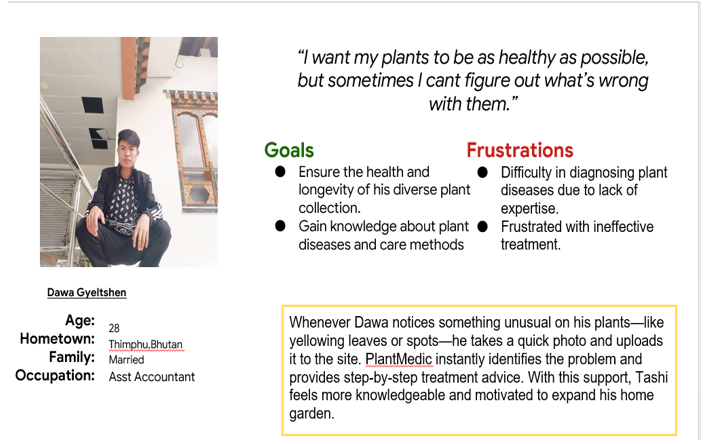 “I want my plants to be as healthy as possible,
but sometimes I cant figure out what’s wrong
with them.”
Goals
● Ensure the health and
longevity of his diverse plant
collection.
● Gain knowledge about plant
diseases and care methods
Frustrations
● Difficulty in diagnosing plant
diseases due to lack of
expertise.
● Frustrated with ineffective
treatment.
Dawa Gyeltshen
Age: 28
Hometown: Thimphu,Bhutan
Family: Married
Occupation: Asst Accountant
Whenever Dawa notices something unusual on his plants—like
yellowing leaves or spots—he takes a quick photo and uploads
it to the site. PlantMedic instantly identifies the problem and
provides step-by-step treatment advice. With this support, Tashi
feels more knowledgeable and motivated to expand his home
garden.